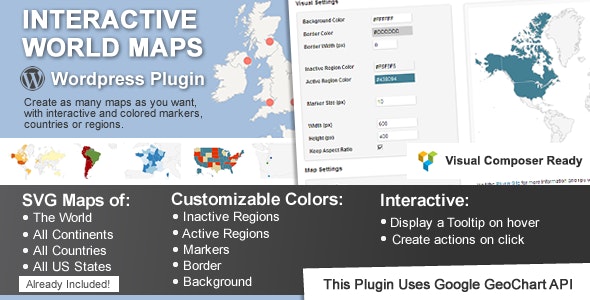 INTERACTIVE
WORLD MAPS
Wordpress Plugin
Create as many maps as you want,
with interactive and colored markers,
countries or regions.
Visual Settings
Background Color
#FFFFFF
Border Color
#CCCCCC
Border Width (px)
Inactive Region Color
#F5F5F5
Active Region Color
Marker Size (px)
10
Width (px)
600
Height (px)
400
Keep Aspect Ratio
Map Settings
Visual Composer Ready
for more information and
SVG Maps of:
The World
All Continents
All Countries
All US States
Already Included!
Customizable Colors:
Inactive Regions
Active Regions
Markers
Border
Background
Interactive:
Display a Tooltip on hover
Create actions on click
This Plugin Uses Google GeoChart API